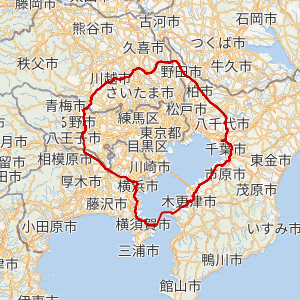 藤岡市
古河市
石岡市
熊谷市
久喜市
つくば市
秩父市
川越市
野田市
牛久市
さいたま市
柏市
青梅市
松戸市
練馬区
八千代市
東京都
八王子市
目黒区
千葉市
相模原市
川崎市
東金市
市原市
厚木市
横浜市
茂原市
藤沢市
木更津市
小田原市
横須賀市
いすみ市
三浦市
鴨川市
伊東市
館山市